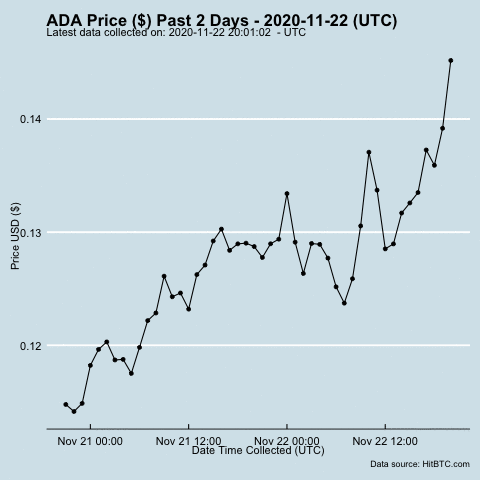 ADA Price ($) Past 2 Days - 2020-11-22 (UTC)
Latest data collected on: 2020-11-22 20:01:02 - UTC
Price USD ($)
0.14
0.13
0.12
Nov 21 00:00 Nov 21 12:00 Nov 22 00:00 Nov 22 12:00
Date Time Collected (UTC)
Data source: HitBTC.com